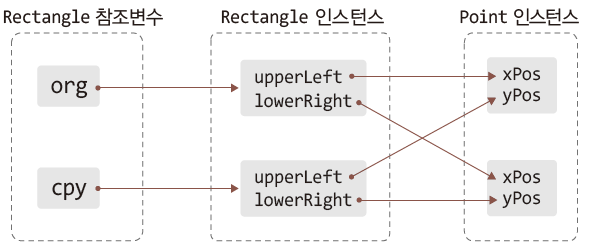 Rectangle 참조변수
Rectangle 인스턴스
Point 인스턴스
org
upperLeft
lowerRight
xPos
yPos
cpy
upperLeft
lowerRight
xPos
yPos